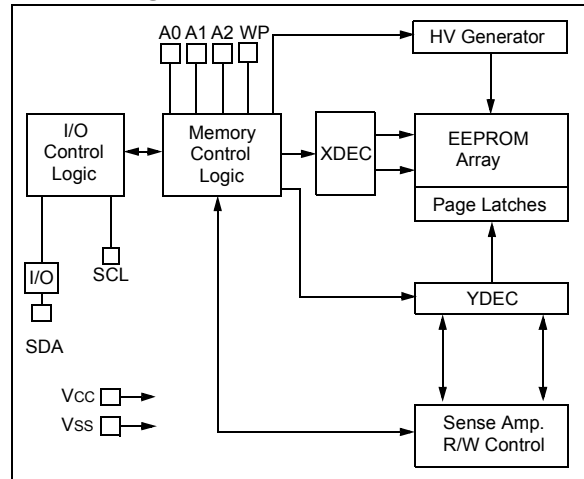 A0 A1 A2 WP
HV Generator
I/O
Control
Logic
Memory
Control
Logic
XDEC
EEPROM
Array
Page Latches
I/O
SCL
SDA
YDEC
VCC
VSS
Sense Amp.
R/W Control